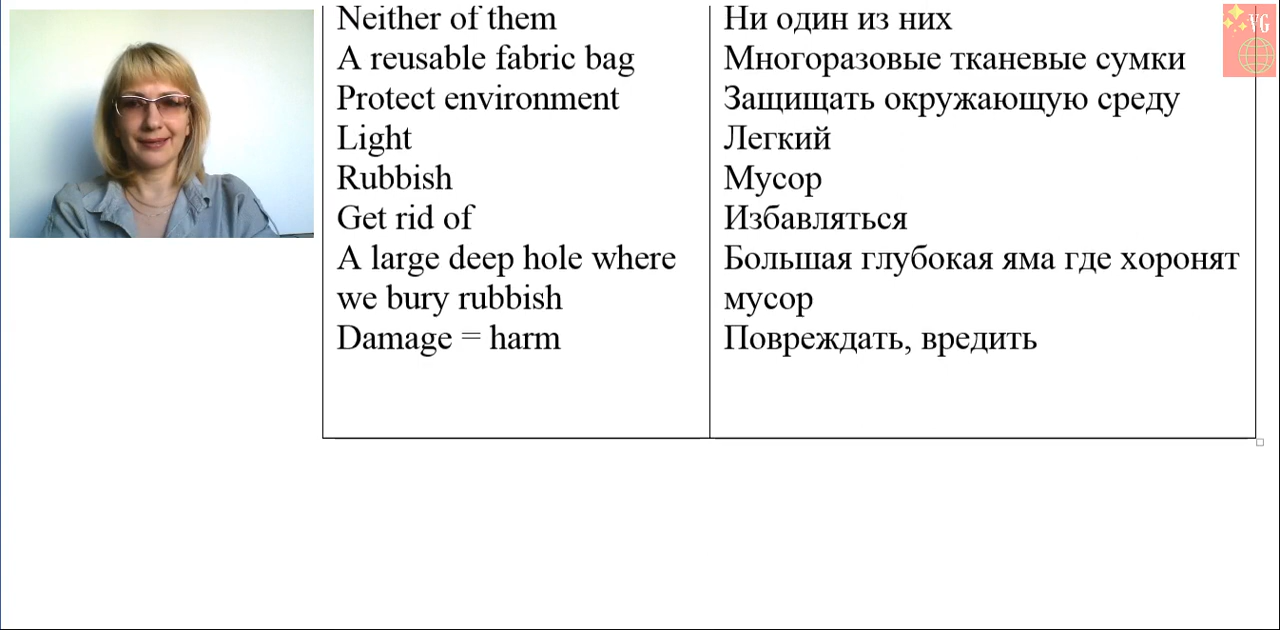 Neither of them
A reusable fabric bag
Protect environment
Light
Rubbish
Get rid of
A large deep hole where
we bury rubbish
Damage = harm
Ни один из них
Многоразовые тканевые сумки
Защищать окружающую среду
Легкий
Мусор
Избавляться
Большая глубокая яма где хоронят
мусор
Повреждать, вредить
VG